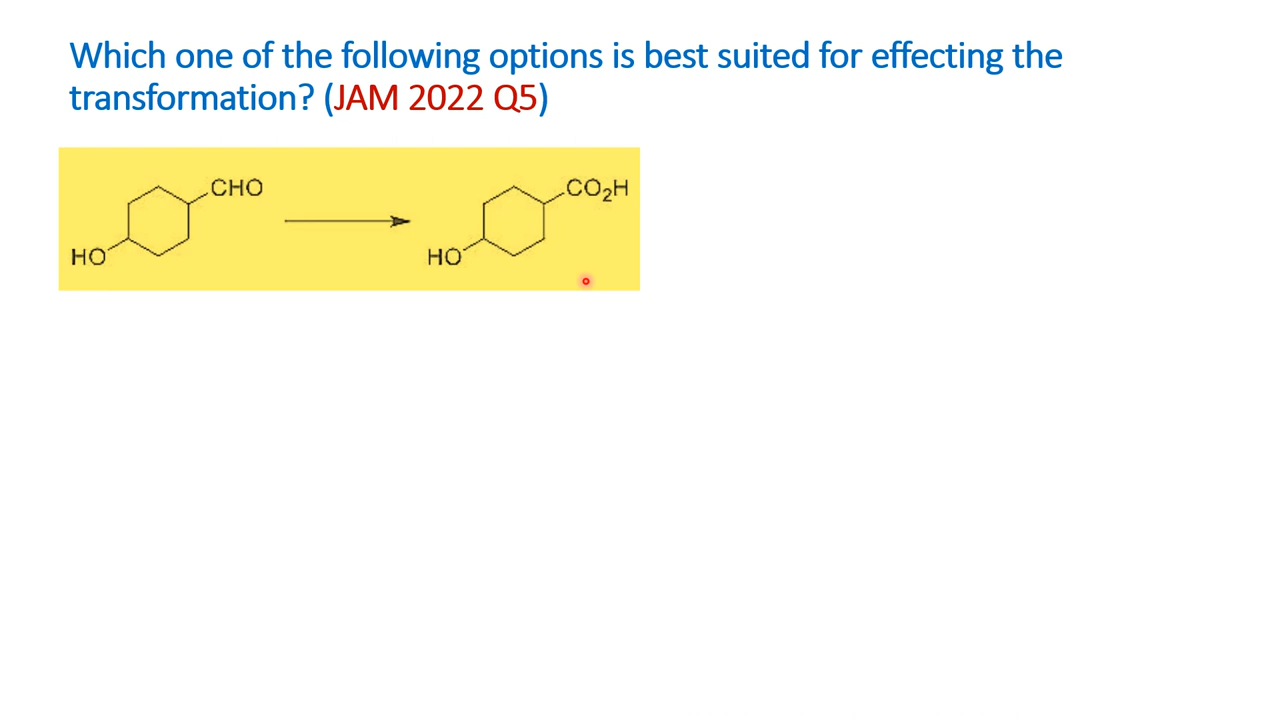 Which one of the following options is best suited for effecting the
transformation? (JAM 2022 Q5)
CHO
CO₂H
HO
HO